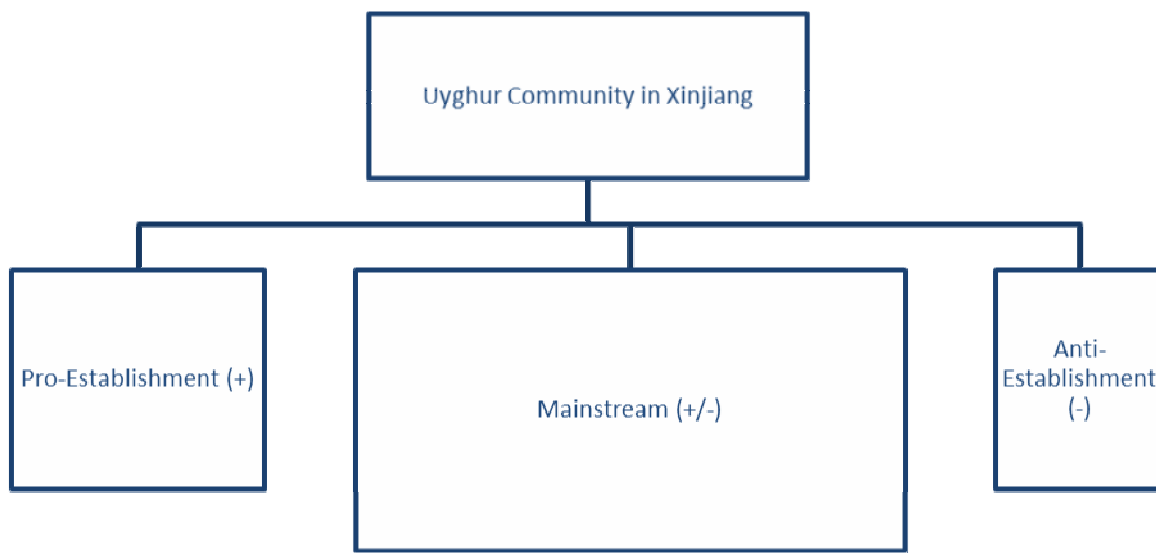 Uyghur Community in Xinjiang
Pro-Establishment (+)
Mainstream (+/-)
Anti-
Establishment
(-)